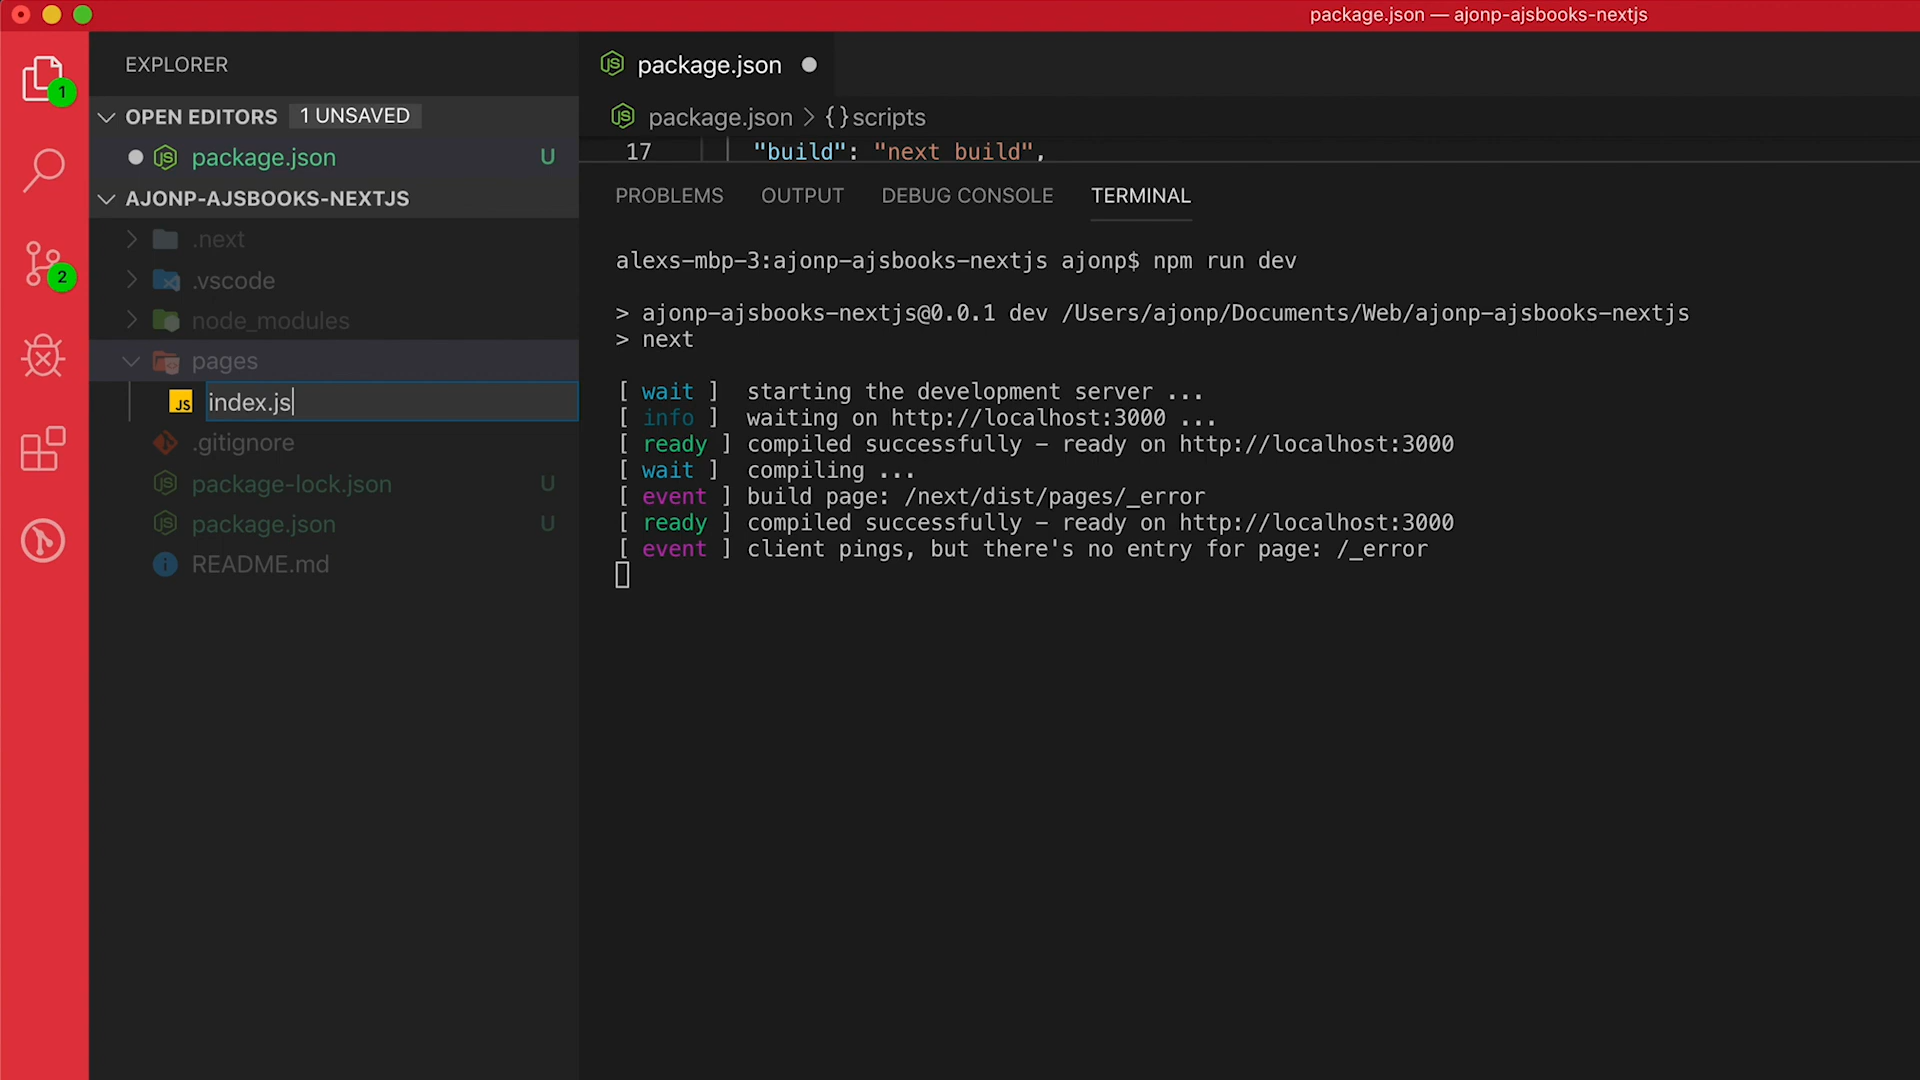 package.json — ajonp-ajsbooks-nextjs
1
2
EXPLORER
OPEN EDITORS 1 UNSAVED
package.json U
AJONP-AJSBOOKS-NEXTJS
.next
.vscode
node_modules
pages
JS index.js
.gitignore
package-lock.json U
package.json U
README.md
package.json
package.json > {} scripts
17 "build": "next build",
PROBLEMS OUTPUT DEBUG CONSOLE TERMINAL
alexs-mbp-3:ajonp-ajsbooks-nextjs ajonp$ npm run dev
> ajonp-ajsbooks-nextjs@0.0.1 dev /Users/ajonp/Documents/Web/ajonp-ajsbooks-nextjs
> next
[ wait ] starting the development server ...
[ info ] waiting on http://localhost:3000 ...
[ ready ] compiled successfully - ready on http://localhost:3000
[ wait ] compiling ...
[ event ] build page: /next/dist/pages/_error
[ ready ] compiled successfully - ready on http://localhost:3000
[ event ] client pings, but there's no entry for page: /_error